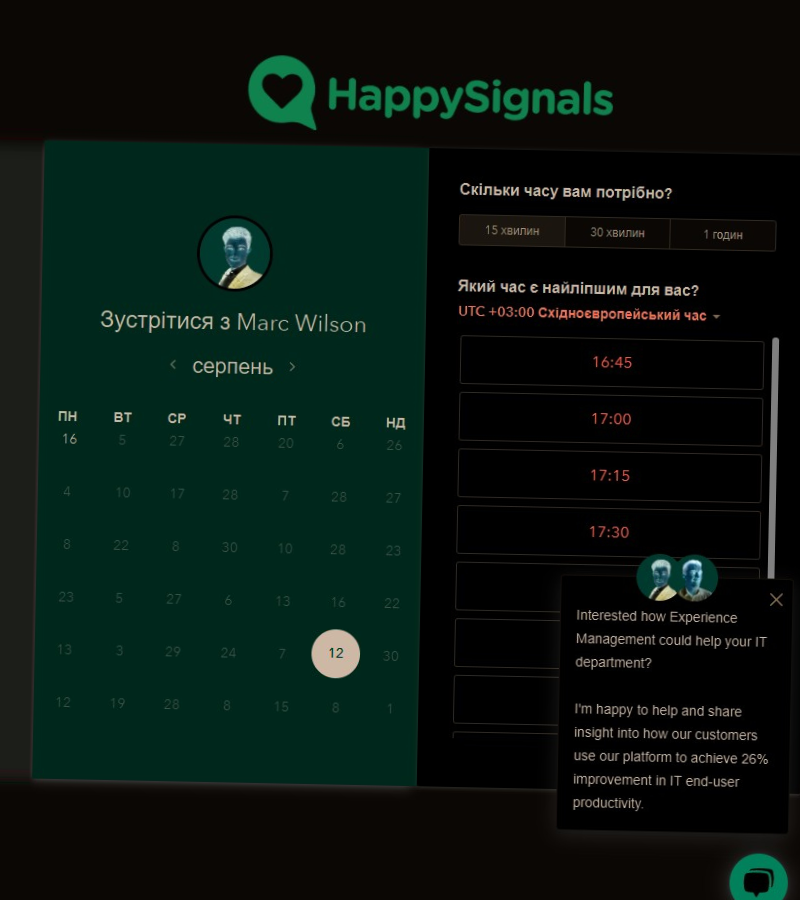 HappySignals
Зустрітися з Marc Wilson
серпень
ПН ВТ СР ЧТ ПТ СБ НД
16 5 27 28 20 6 26
4 10 17 28 7 28 27
8 22 8 30 10 28 23
23 5 27 6 13 16 22
13 3 29 24 7 12 30
12 19 28 8 15 8 1
Скільки часу вам потрібно?
15 хвилин 30 хвилин 1 годин
Який час є найліпшим для вас?
UTC +03:00 Східноєвропейський час
16:45
17:00
17:15
17:30
Interested how Experience
Management could help your IT
department?
I'm happy to help and share
insight into how our customers
use our platform to achieve 26%
improvement in IT end-user
productivity.